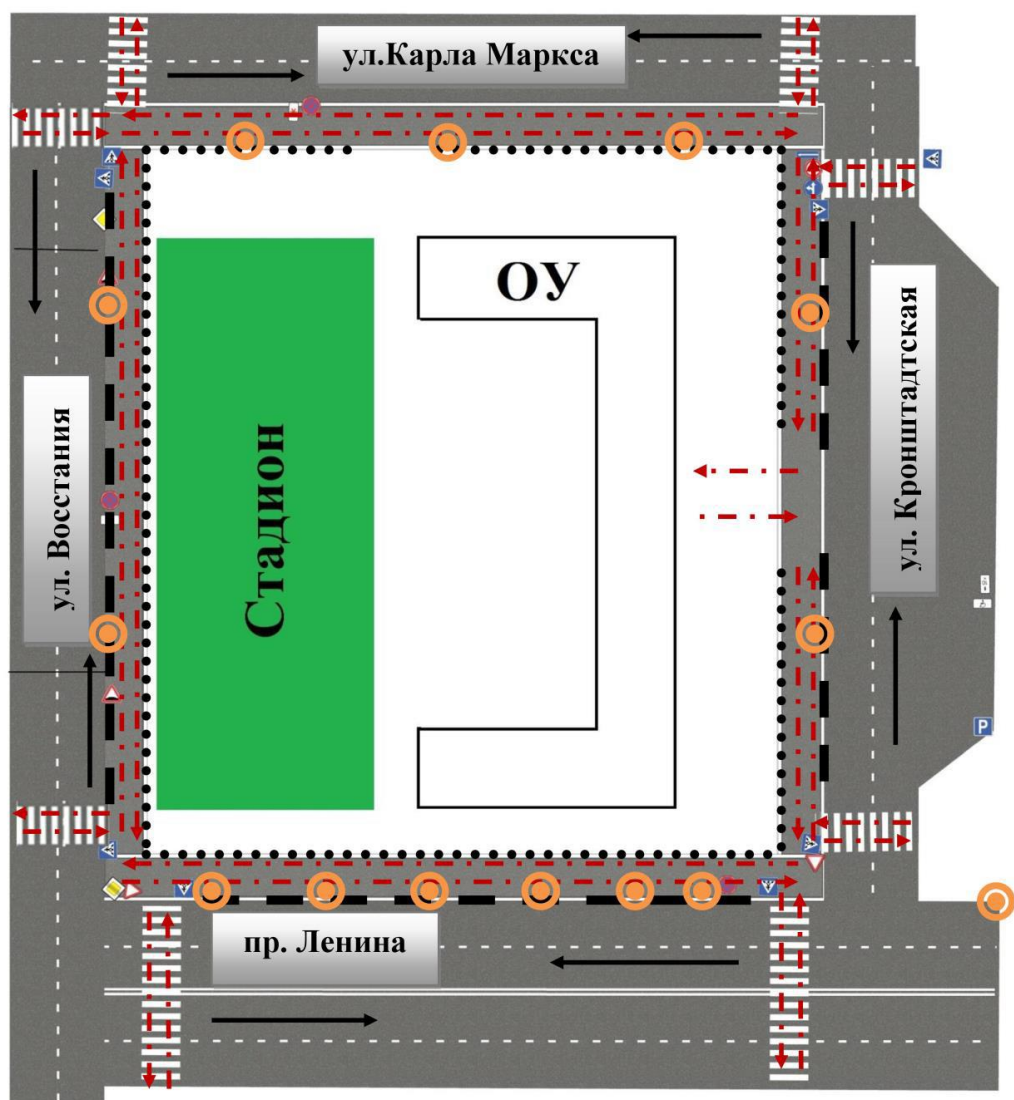 ул.Карла Маркса
ОУ
ул. Восстания
Стадион
ул. Кронштадтская
P
пр. Ленина